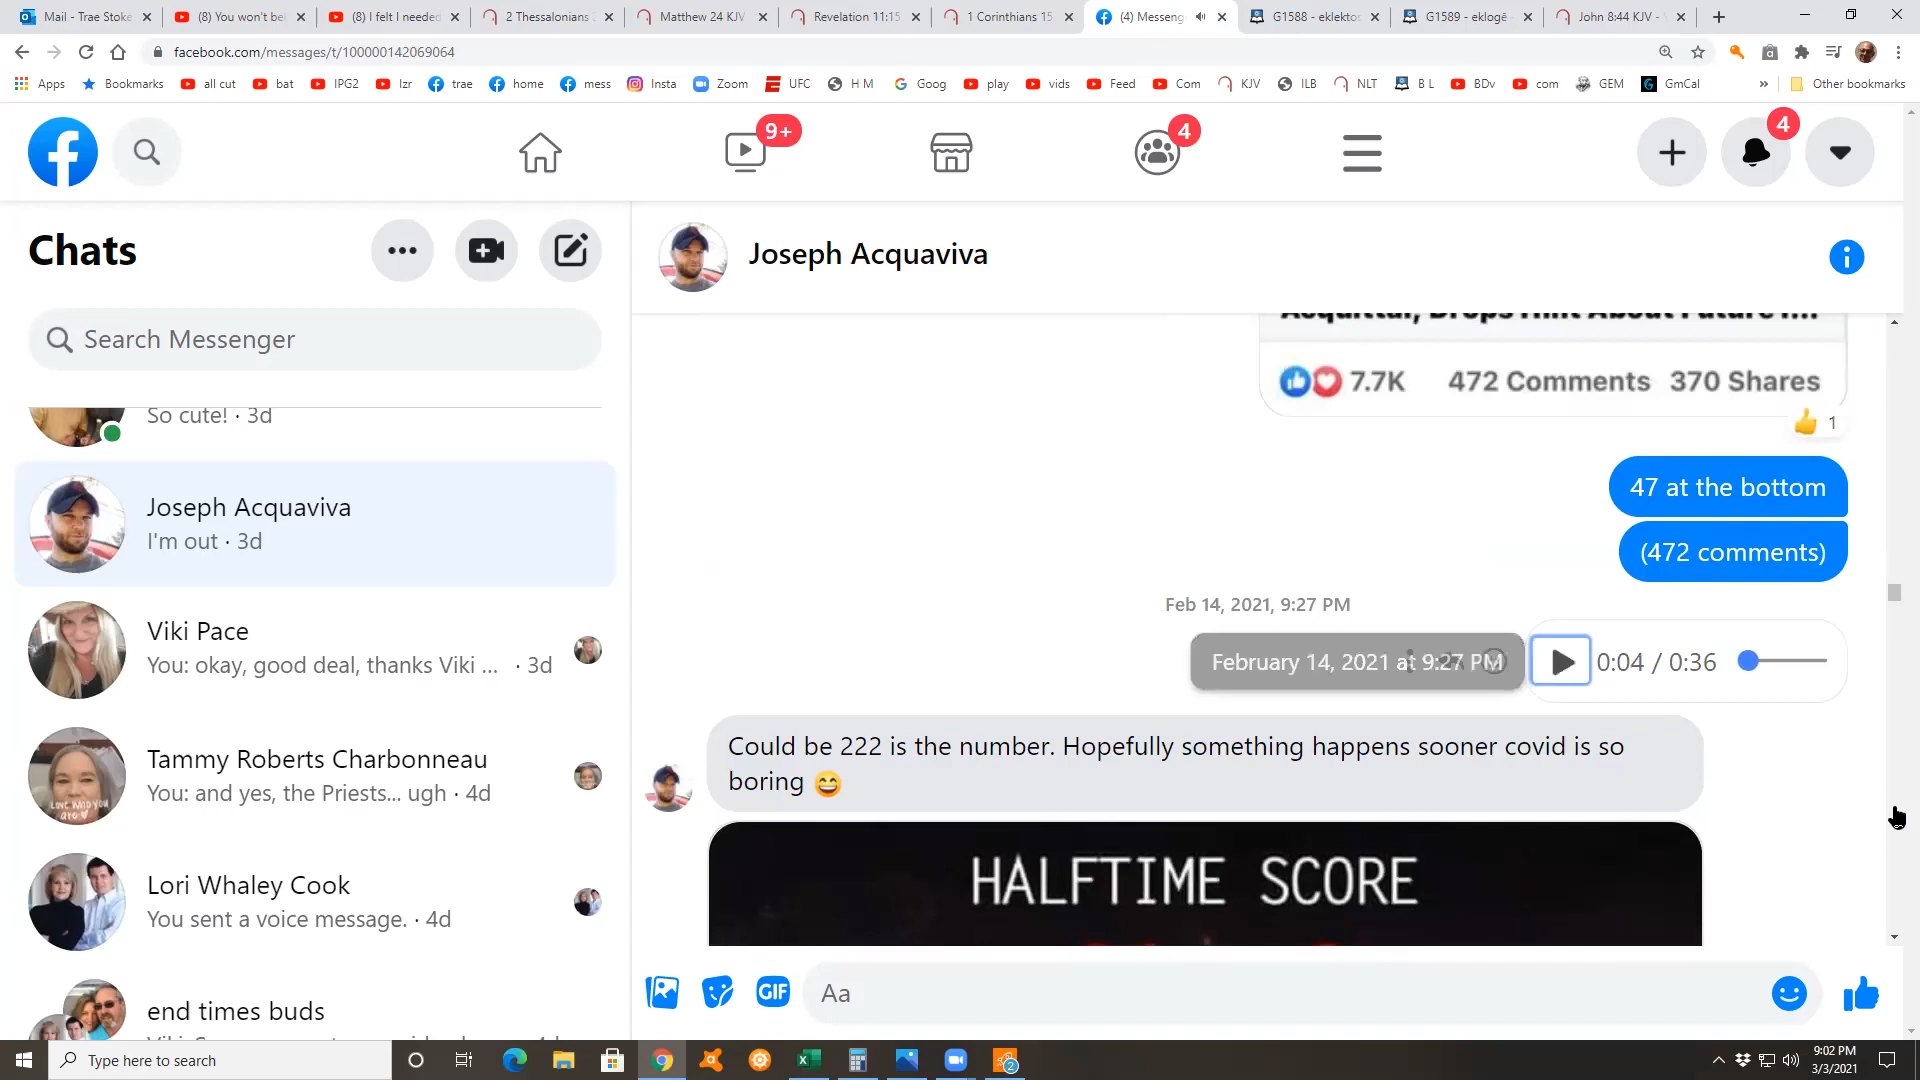 Mail - Trae Stoke
(8) You won't bel
(8) I felt I needed
2 Thessalonians 2
Matthew 24 KJV
Revelation 11:15
1 Corinthians 15
(4) Messeng
G1588 - eklektos
G1589 - eklogē -
John 8:44 KJV -
facebook.com/messages/t/100000142069064
Apps
Bookmarks
all cut
bat
IPG2
lzr
trae
home
mess
Insta
Zoom
UFC
H M
Goog
play
vids
Feed
Com
KJV
ILB
NLT
B L
BDv
com
GEM
GmCal
»
Other bookmarks
9+
4
4
Chats
Search Messenger
So cute! · 3d
Joseph Acquaviva
I'm out · 3d
Viki Pace
You: okay, good deal, thanks Viki ... · 3d
Tammy Roberts Charbonneau
You: and yes, the Priests... ugh · 4d
Lori Whaley Cook
You sent a voice message. · 4d
end times buds
Joseph Acquaviva
Acquittal, Drops Hint About Future
7.7K 472 Comments 370 Shares
1
47 at the bottom
(472 comments)
Feb 14, 2021, 9:27 PM
February 14, 2021 at 9:27 PM
0:04 / 0:36
Could be 222 is the number. Hopefully something happens sooner covid is so
boring 😄
HALFTIME SCORE
GIF
Aa
Type here to search
2
9:02 PM
3/3/2021